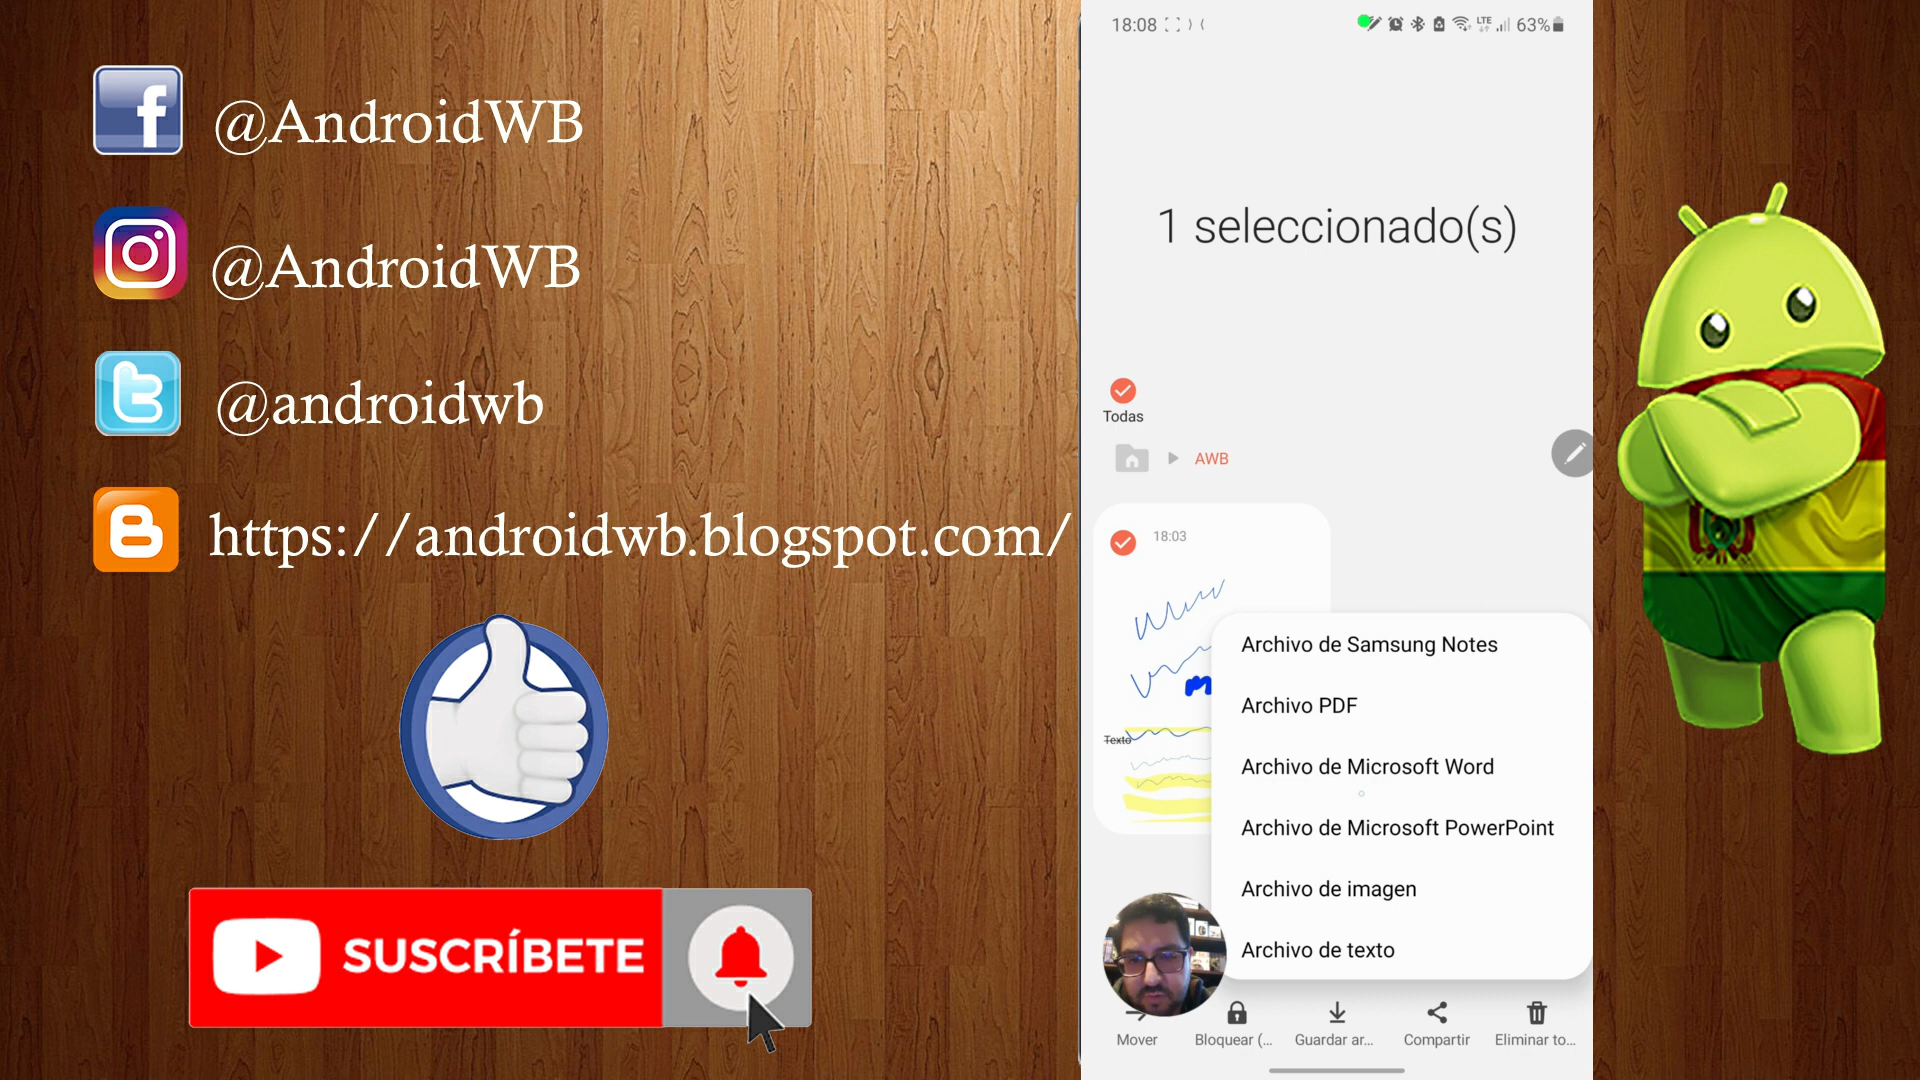 @AndroidWB
@AndroidWB
@androidwb
https://androidwb.blogspot.com/
SUSCRÍBETE
18:08
LTE
63%
1 seleccionado(s)
Todas
AWB
18:03
Texto
Archivo de Samsung Notes
Archivo PDF
Archivo de Microsoft Word
Archivo de Microsoft PowerPoint
Archivo de imagen
Archivo de texto
Mover
Bloquear (...
Guardar ar...
Compartir
Eliminar to...